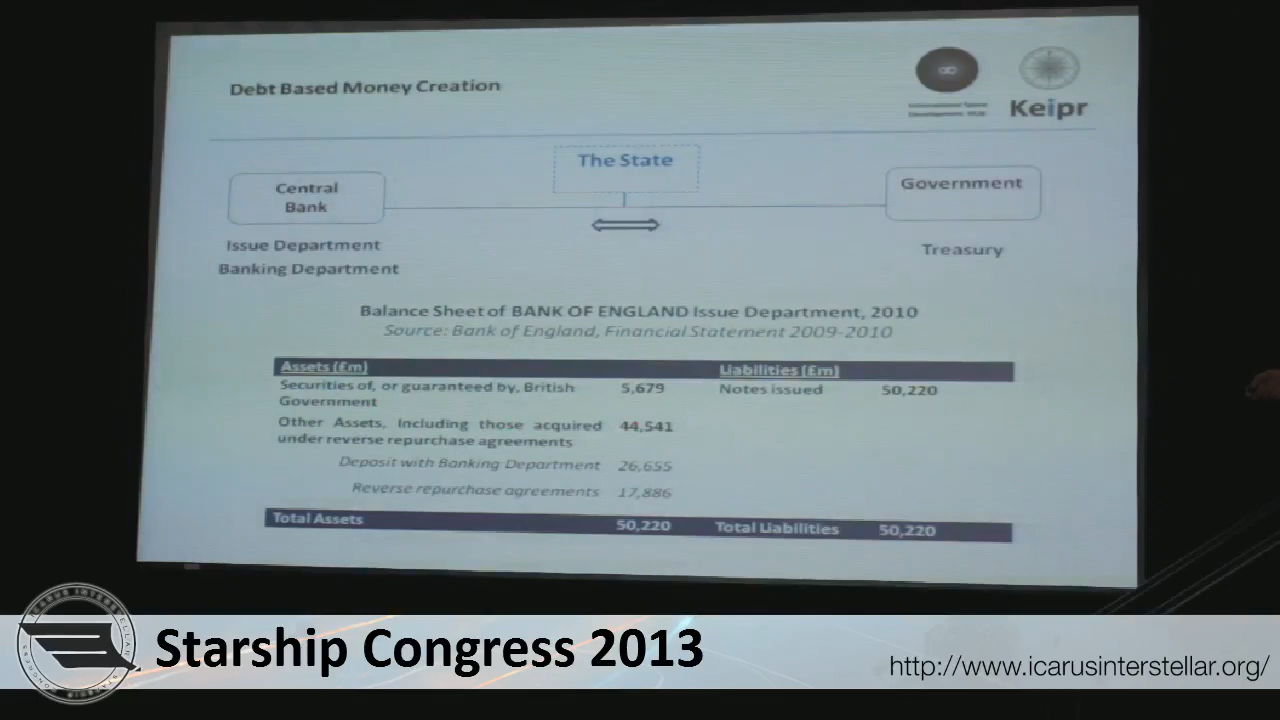 Debt Based Money Creation
Keipr
The State
Central
Bank
Government
Issue Department
Banking Department
Treasury
Balance Sheet of BANK OF ENGLAND Issue Department, 2010
Source: Bank of England, Financial Statement 2009-2010
Assets (£m) Liabilities (£m)
Securities of, or guaranteed by, British 5,679 Notes issued 50,220
Government
Other Assets, Including those acquired 44,541
under reverse repurchase agreements
Deposit with Banking Department 26,655
Reverse repurchase agreements 17,886
Total Assets 50,220 Total Liabilities 50,220
ICARUS INTERSTELLAR
STARSHIP CONGRESS
Starship Congress 2013
http://www.icarusinterstellar.org/